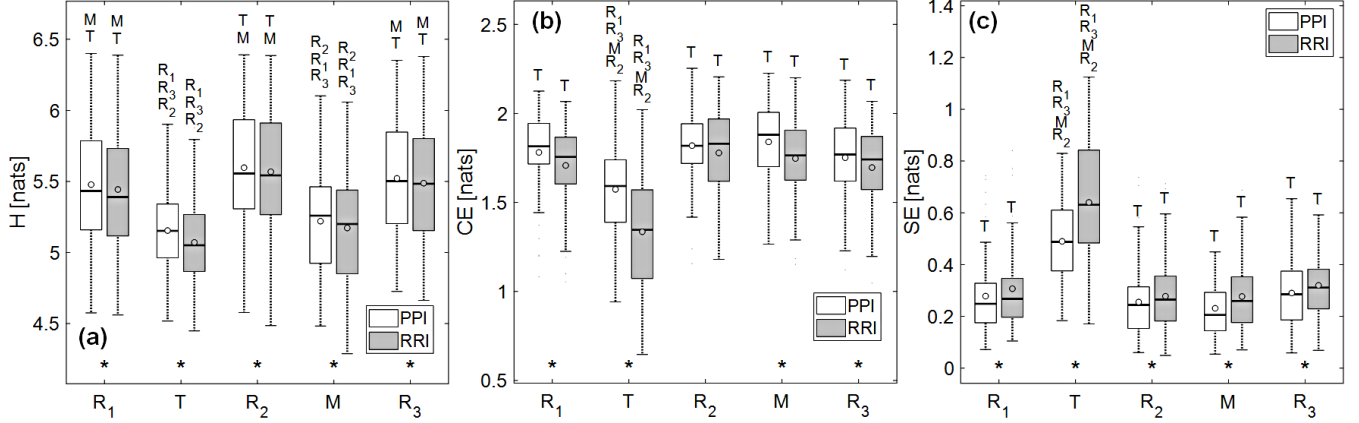 (a)
H [nats]
6.5
6
5.5
5
4.5
M T
M T
R1 R3 R2
R1 R3 R2
T M
T M
R2 R1 R3
R2 R1 R3
M T
M T
PPI
RRI
* * * * *
R1 T R2 M R3
(b)
CE [nats]
2.5
2
1.5
1
0.5
T
T
R1 R3 M R2
R1 R3 M R2
T
T
T
T
T
T
PPI
RRI
* * * *
R1 T R2 M R3
(c)
SE [nats]
1.4
1.2
1
0.8
0.6
0.4
0.2
0
T
T
R1 R3 M R2
R1 R3 M R2
T
T
T
T
T
T
PPI
RRI
* * * * *
R1 T R2 M R3